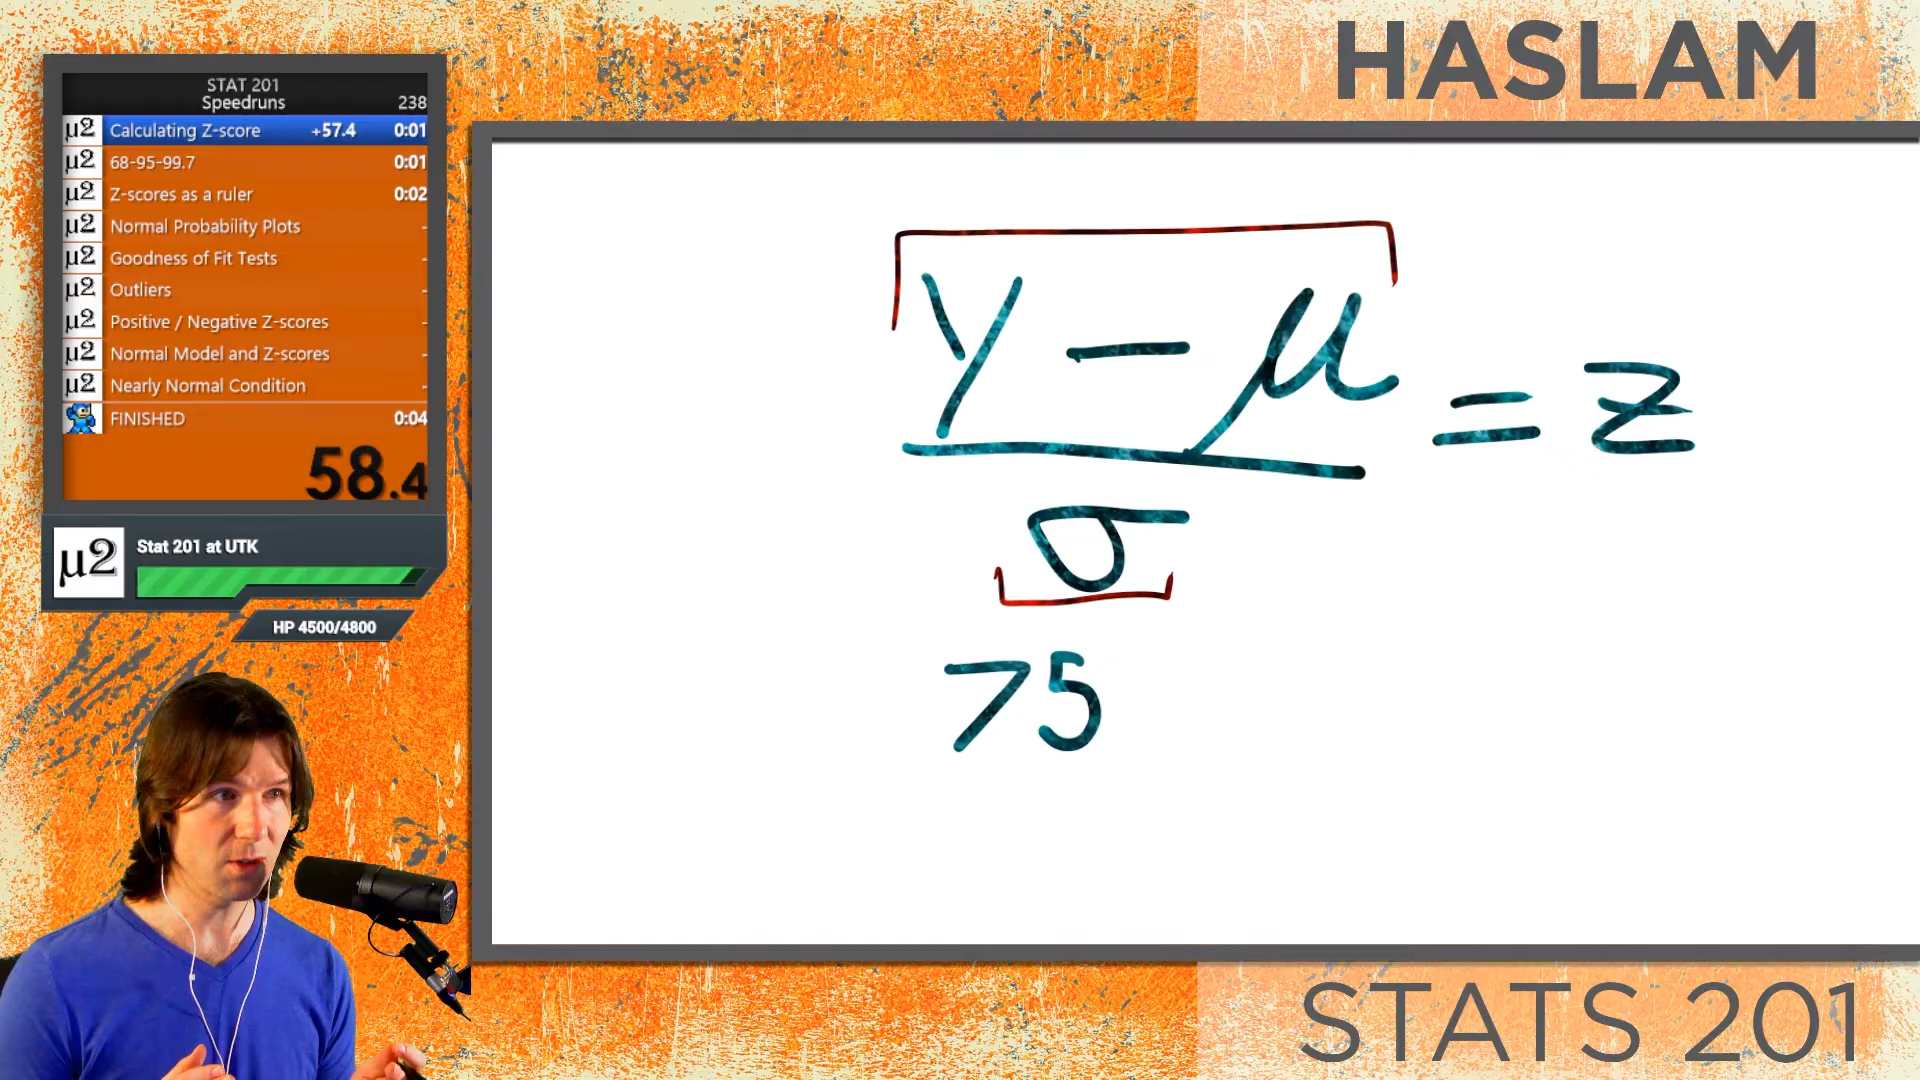 HASLAM
STAT 201
Speedruns 238
μ2 Calculating Z-score +57.4 0:01
μ2 68-95-99.7 0:01
μ2 Z-scores as a ruler 0:02
μ2 Normal Probability Plots -
μ2 Goodness of Fit Tests -
μ2 Outliers -
μ2 Positive / Negative Z-scores -
μ2 Normal Model and Z-scores -
μ2 Nearly Normal Condition -
FINISHED 0:04
58.4
μ2 Stat 201 at UTK
HP 4500/4800
y - μ
= z
σ
75
STATS 201